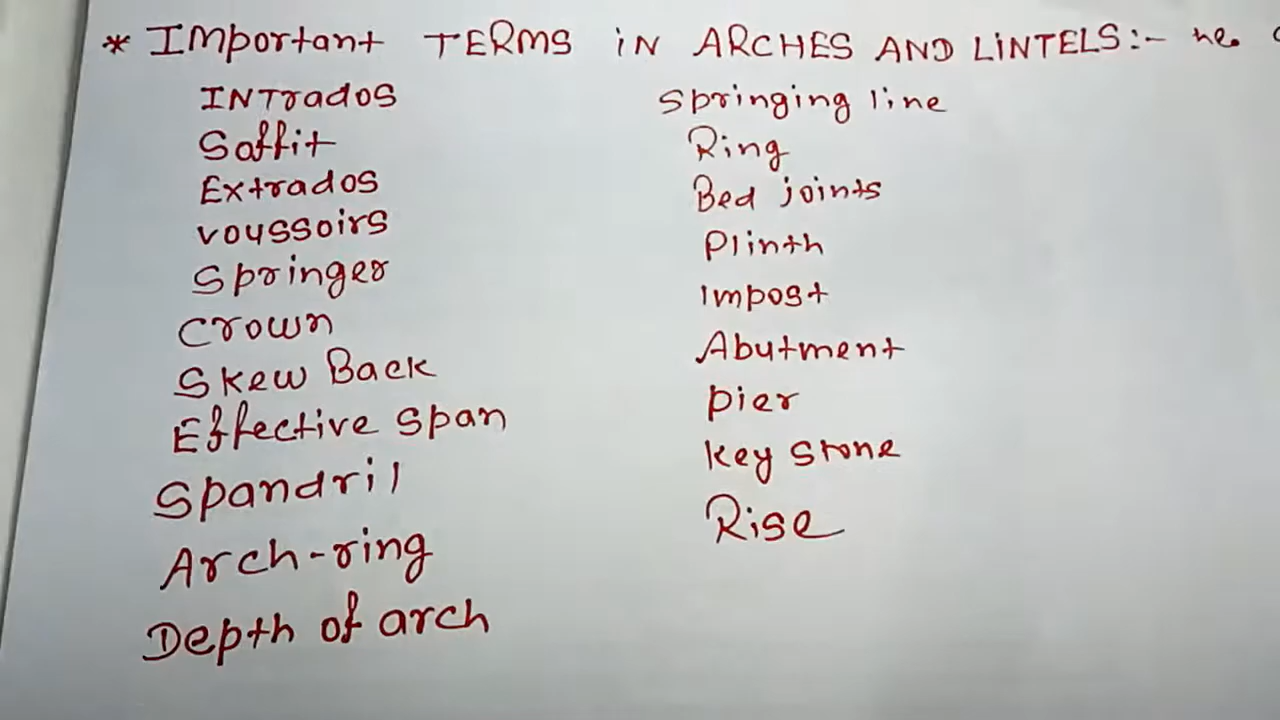 * Important TERMS in ARCHES AND LINTELS:-
INTrados
Soffit
Extrados
voussoirs
Springer
Crown
Skew Back
Effective Span
Spandril
Arch-ring
Depth of arch
Springing line
Ring
Bed joints
Plinth
Impost
Abutment
Pier
Key Stone
Rise